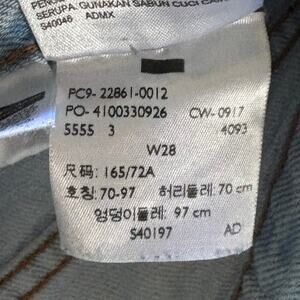 SERUPA. GUNAKAN SABUN CUCI
S40046 ADMX
PC9- 22861-0012
PO- 4100330926 CW- 0917
5555 3 4093
W28
尺码: 165/72A
호칭: 70-97 허리둘레: 70 cm
엉덩이둘레: 97 cm
S40197 AD